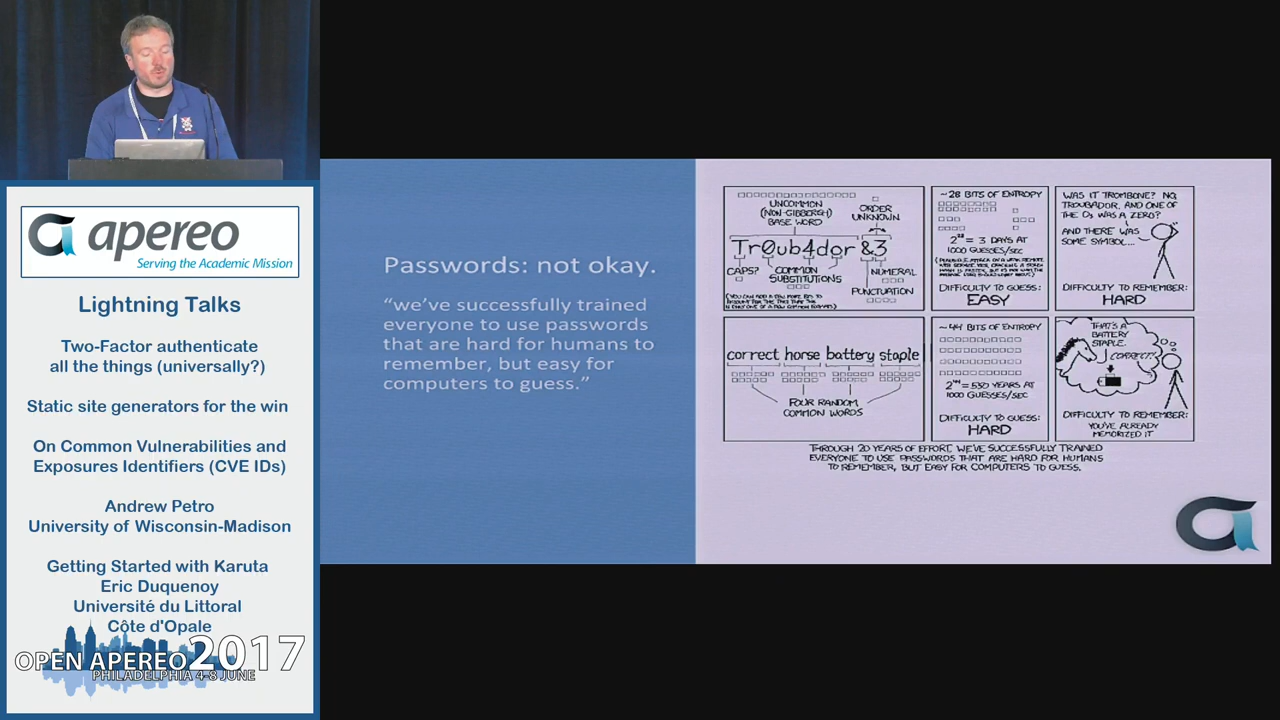 apereo
Serving the Academic Mission
Lightning Talks
Two-Factor authenticate
all the things (universally?)
Static site generators for the win
On Common Vulnerabilities and
Exposures Identifiers (CVE IDs)
Andrew Petro
University of Wisconsin-Madison
Getting Started with Karuta
Eric Duquenoy
Université du Littoral
Côte d'Opale
OPEN APEREO 2017
PHILADELPHIA 4-8 JUNE
Passwords: not okay.
“we’ve successfully trained
everyone to use passwords
that are hard for humans to
remember, but easy for
computers to guess.”
UNCOMMON
(NON-GIBBERISH)
BASE WORD
ORDER
UNKNOWN
Tr0ub4dor &3
CAPS?
COMMON
SUBSTITUTIONS
NUMERAL
PUNCTUATION
~28 BITS OF ENTROPY
2²⁸ = 3 DAYS AT
1000 GUESSES/SEC
DIFFICULTY TO GUESS:
EASY
WAS IT TROMBONE? NO,
TROUBADOR. AND ONE OF
THE Os WAS A ZERO?
AND THERE WAS
SOME SYMBOL...
DIFFICULTY TO REMEMBER:
HARD
correct horse battery staple
FOUR RANDOM
COMMON WORDS
~44 BITS OF ENTROPY
2⁴⁴ = 550 YEARS AT
1000 GUESSES/SEC
DIFFICULTY TO GUESS:
HARD
THAT'S A
BATTERY
STAPLE.
CORRECT!
DIFFICULTY TO REMEMBER:
YOU'VE ALREADY
MEMORIZED IT
THROUGH 20 YEARS OF EFFORT, WE'VE SUCCESSFULLY TRAINED
EVERYONE TO USE PASSWORDS THAT ARE HARD FOR HUMANS
TO REMEMBER, BUT EASY FOR COMPUTERS TO GUESS.